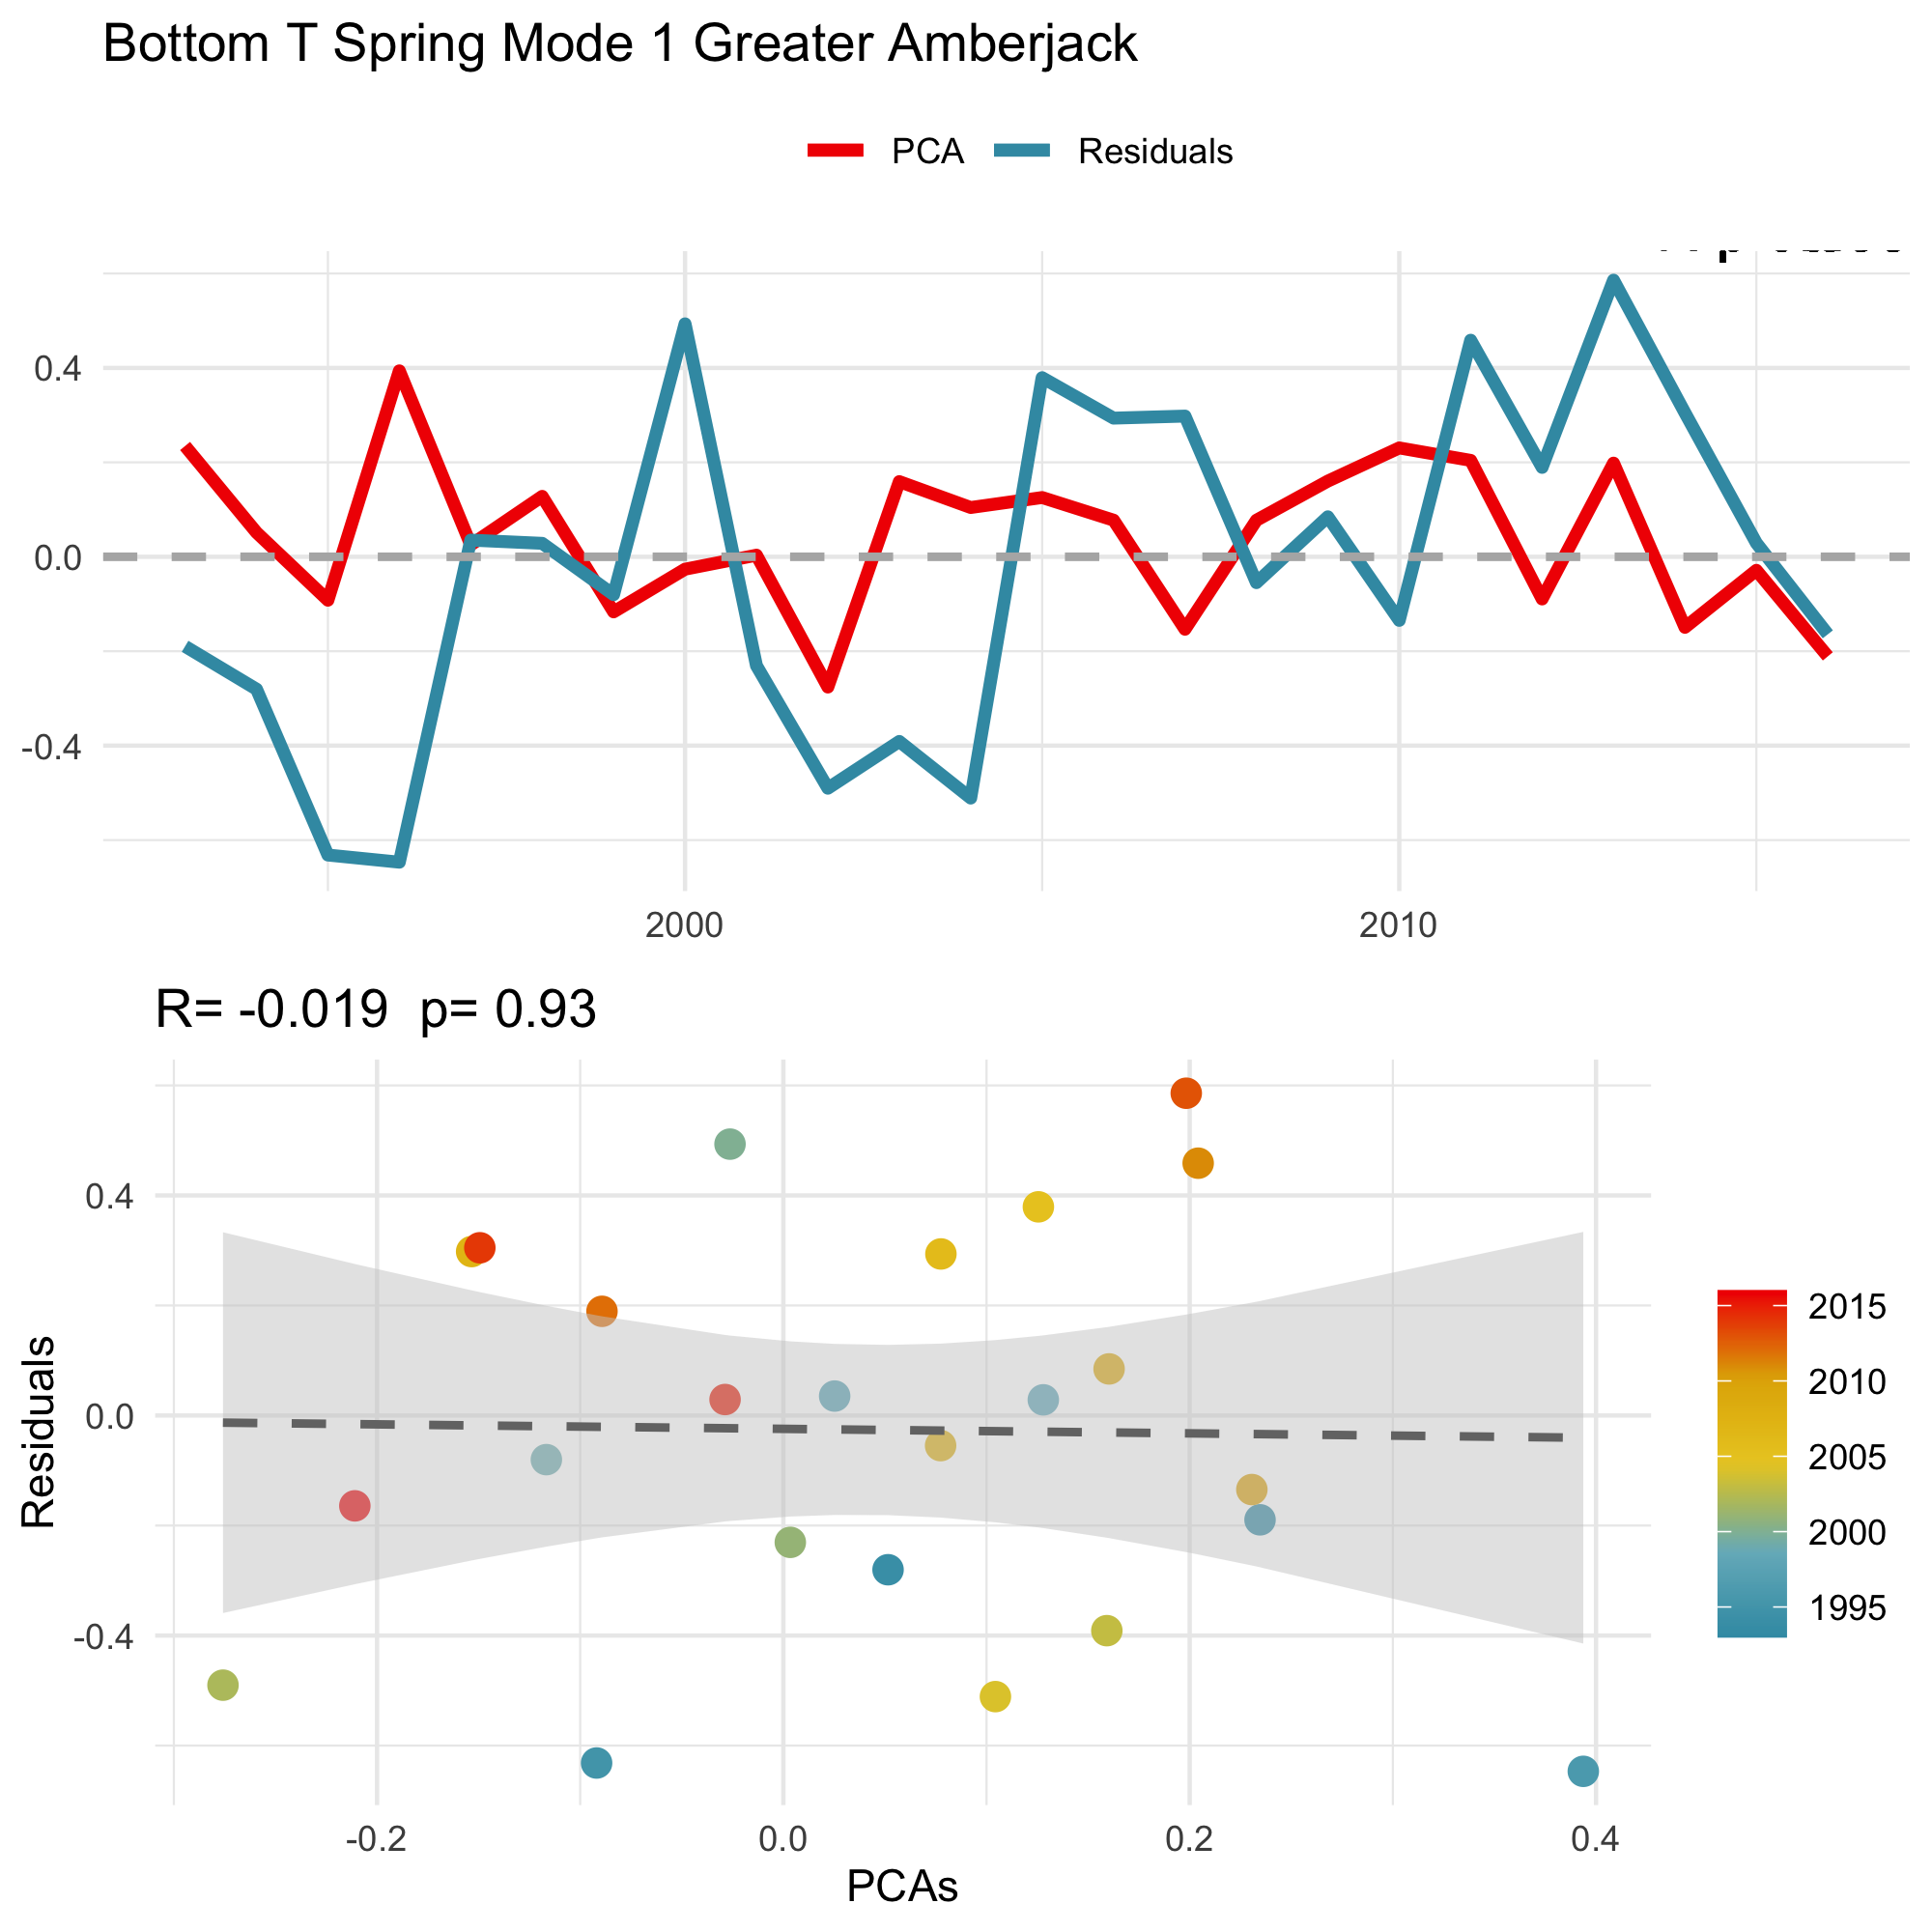 Bottom T Spring Mode 1 Greater Amberjack
PCA Residuals
0.4
0.0
-0.4
2000 2010
R= -0.019 p= 0.93
Residuals
0.4
0.0
-0.4
-0.2 0.0 0.2 0.4
PCAs
2015
2010
2005
2000
1995